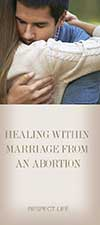 HEALING WITHIN
MARRIAGE FROM
AN ABORTION
RESPECT LIFE